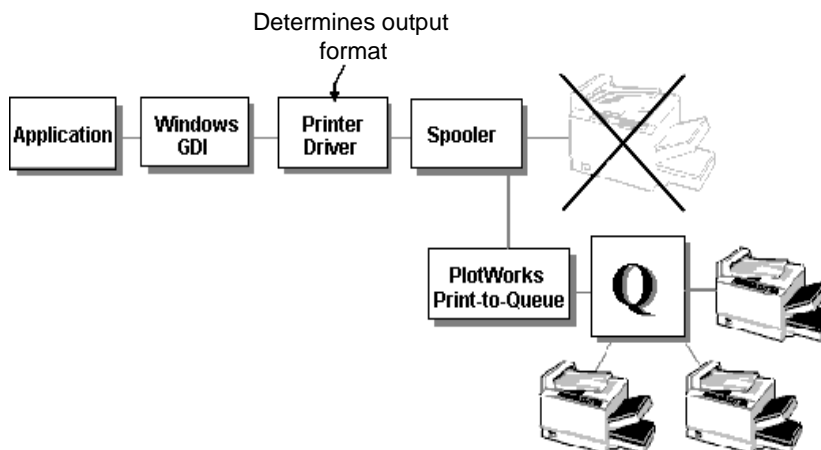 Determines output
format
Application
Windows
GDI
Printer
Driver
Spooler
PlotWorks
Print-to-Queue
Q